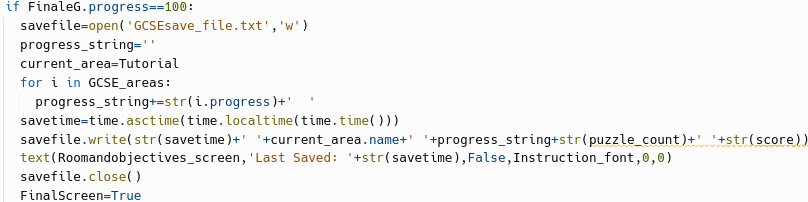 if FinaleG.progress==100:
  savefile=open('GCSEsave_file.txt','w')
  progress_string=''
  current_area=Tutorial
  for i in GCSE_areas:
    progress_string+=str(i.progress)+'  '
  savetime=time.asctime(time.localtime(time.time()))
  savefile.write(str(savetime)+' '+current_area.name+' '+progress_string+str(puzzle_count)+' '+str(score))
  text(Roomandobjectives_screen,'Last Saved: '+str(savetime),False,Instruction_font,0,0)
  savefile.close()
  FinalScreen=True